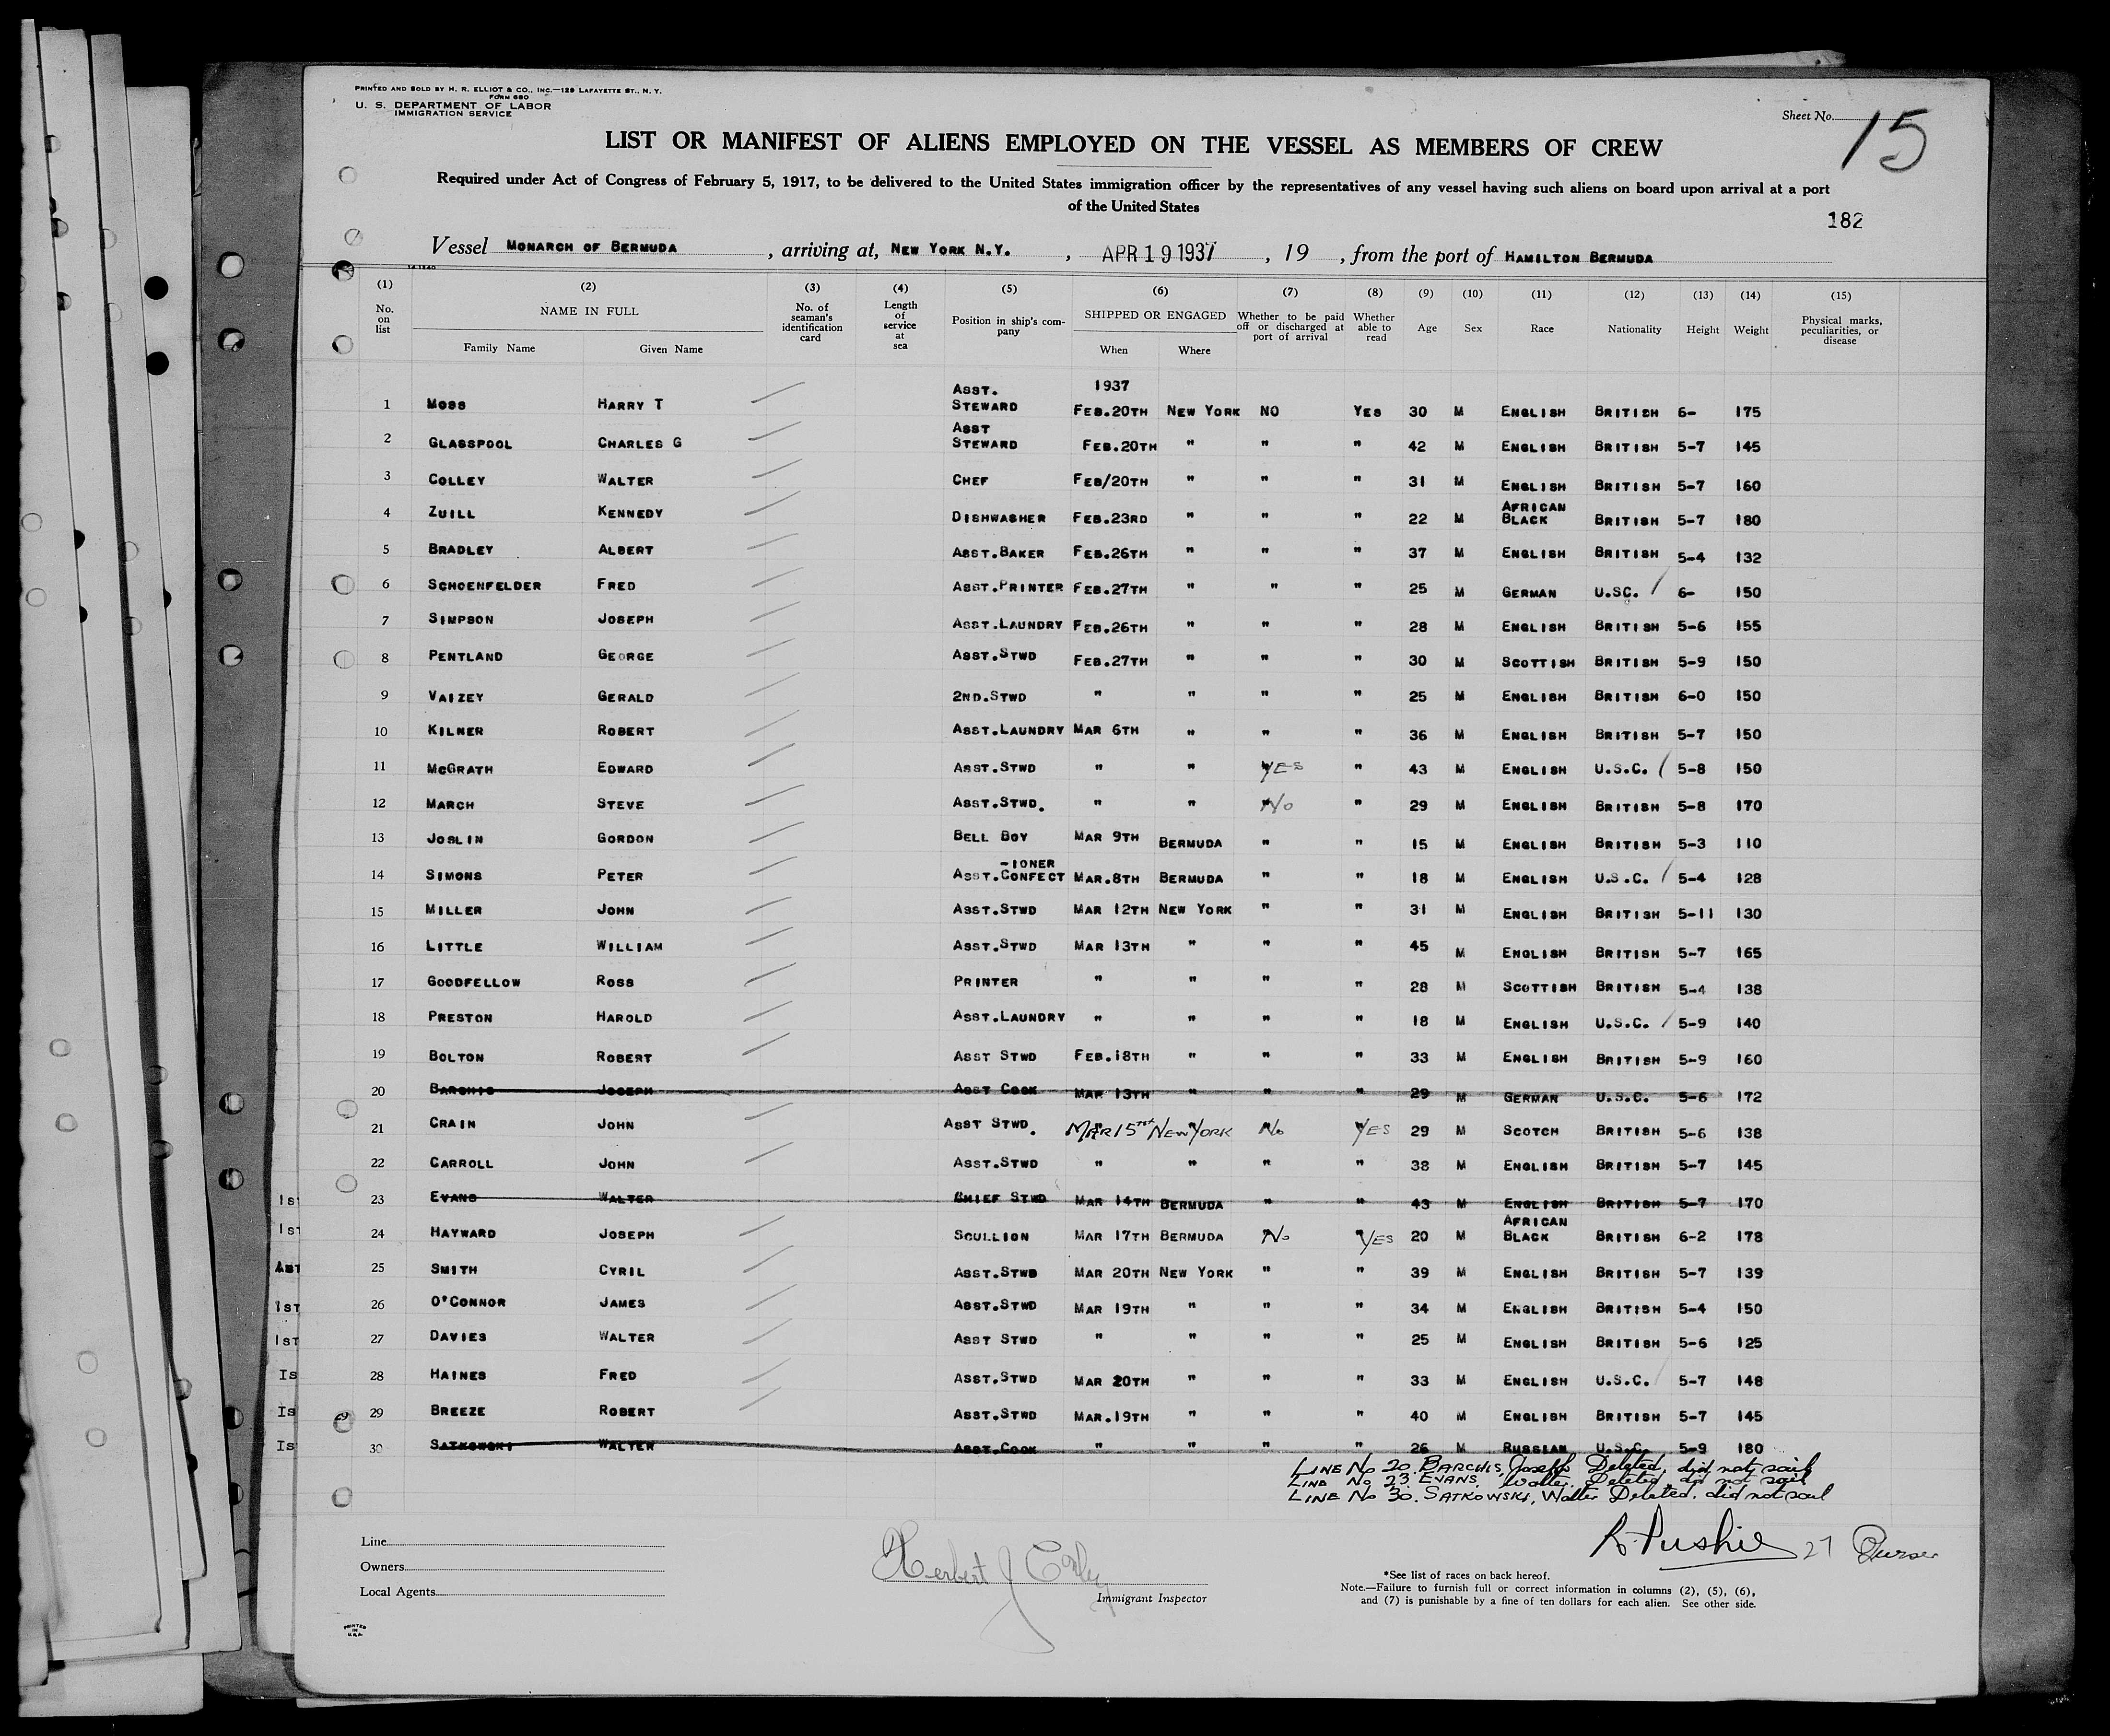 PRINTED AND SOLD BY H. R. ELLIOT & CO., INC.—129 LAFAYETTE ST., N. Y.
FORM 680
U. S. DEPARTMENT OF LABOR
IMMIGRATION SERVICE
Sheet No. 15
LIST OR MANIFEST OF ALIENS EMPLOYED ON THE VESSEL AS MEMBERS OF CREW
Required under Act of Congress of February 5, 1917, to be delivered to the United States immigration officer by the representatives of any vessel having such aliens on board upon arrival at a port
of the United States
182
Vessel MONARCH OF BERMUDA, arriving at, NEW YORK N.Y., APR 19 1937, 19 , from the port of HAMILTON BERMUDA
(1) (2) (3) (4) (5) (6) (7) (8) (9) (10) (11) (12) (13) (14) (15)
No. on list NAME IN FULL Family Name Given Name No. of seaman's identification card Length of service at sea Position in ship's company SHIPPED OR ENGAGED When Where Whether to be paid off or discharged at port of arrival Whether able to read Age Sex Race Nationality Height Weight Physical marks, peculiarities, or disease
1937
1 MOSS HARRY T ASST. STEWARD FEB.20TH NEW YORK NO YES 30 M ENGLISH BRITISH 6- 175
2 GLASSPOOL CHARLES G ASST STEWARD FEB.20TH " " " 42 M ENGLISH BRITISH 5-7 145
3 COLLEY WALTER CHEF FEB/20TH " " " 31 M ENGLISH BRITISH 5-7 160
4 ZUILL KENNEDY DISHWASHER FEB.23RD " " " 22 M AFRICAN BLACK BRITISH 5-7 180
5 BRADLEY ALBERT ASST.BAKER FEB.26TH " " " 37 M ENGLISH BRITISH 5-4 132
6 SCHOENFELDER FRED ASST.PRINTER FEB.27TH " " " 25 M GERMAN U.SC. 6- 150
7 SIMPSON JOSEPH ASST.LAUNDRY FEB.26TH " " " 28 M ENGLISH BRITISH 5-6 155
8 PENTLAND GEORGE ASST.STWD FEB.27TH " " " 30 M SCOTTISH BRITISH 5-9 150
9 VAIZEY GERALD 2ND.STWD " " " " 25 M ENGLISH BRITISH 6-0 150
10 KILNER ROBERT ASST.LAUNDRY MAR 6TH " " " 36 M ENGLISH BRITISH 5-7 150
11 MCGRATH EDWARD ASST.STWD " " YES " 43 M ENGLISH U.S.C. 5-8 150
12 MARCH STEVE ASST.STWD. " " No " 29 M ENGLISH BRITISH 5-8 170
13 JOSLIN GORDON BELL BOY MAR 9TH BERMUDA " " 15 M ENGLISH BRITISH 5-3 110
14 SIMONS PETER ASST.CONFECT -IONER MAR.8TH BERMUDA " " 18 M ENGLISH U.S.C. 5-4 128
15 MILLER JOHN ASST.STWD MAR 12TH NEW YORK " " 31 M ENGLISH BRITISH 5-11 130
16 LITTLE WILLIAM ASST.STWD MAR 13TH " " " 45 M ENGLISH BRITISH 5-7 165
17 GOODFELLOW ROSS PRINTER " " " " 28 M SCOTTISH BRITISH 5-4 138
18 PRESTON HAROLD ASST.LAUNDRY " " " " 18 M ENGLISH U.S.C. 5-9 140
19 BOLTON ROBERT ASST STWD FEB.18TH " " " 33 M ENGLISH BRITISH 5-9 160
20 BARCHIS JOSEPH ASST COOK MAR 13TH " " " 29 M GERMAN U.S.C. 5-6 172
21 CRAIN JOHN ASST STWD. MAR 15TH NEW YORK No YES 29 M SCOTCH BRITISH 5-6 138
22 CARROLL JOHN ASST.STWD " " " " 38 M ENGLISH BRITISH 5-7 145
23 EVANS WALTER CHIEF STWD MAR 14TH BERMUDA " " 43 M ENGLISH BRITISH 5-7 170
24 HAYWARD JOSEPH SCULLION MAR 17TH BERMUDA No YES 20 M AFRICAN BLACK BRITISH 6-2 178
25 SMITH CYRIL ASST.STWD MAR 20TH NEW YORK " " 39 M ENGLISH BRITISH 5-7 139
26 O'CONNOR JAMES ASST.STWD MAR 19TH " " " 34 M ENGLISH BRITISH 5-4 150
27 DAVIES WALTER ASST STWD " " " " 25 M ENGLISH BRITISH 5-6 125
28 HAINES FRED ASST.STWD MAR 20TH " " " 33 M ENGLISH U.S.C. 5-7 148
29 BREEZE ROBERT ASST.STWD MAR.19TH " " " 40 M ENGLISH BRITISH 5-7 145
30 SATKOWSKI WALTER ASST.COOK " " " " 26 M RUSSIAN U.S.C. 5-9 180
LINE No 20. BARCHIS, Joseph Deleted, did not sail
LINE No 23. EVANS, Walter. Deleted, did not sail
LINE No 30. SATKOWSKI, Walter Deleted. did not sail
27 Purser
Line
Owners
Local Agents
Herbert J
Immigrant Inspector
*See list of races on back hereof.
Note.—Failure to furnish full or correct information in columns (2), (5), (6),
and (7) is punishable by a fine of ten dollars for each alien. See other side.
PRINTED IN U.S.A.